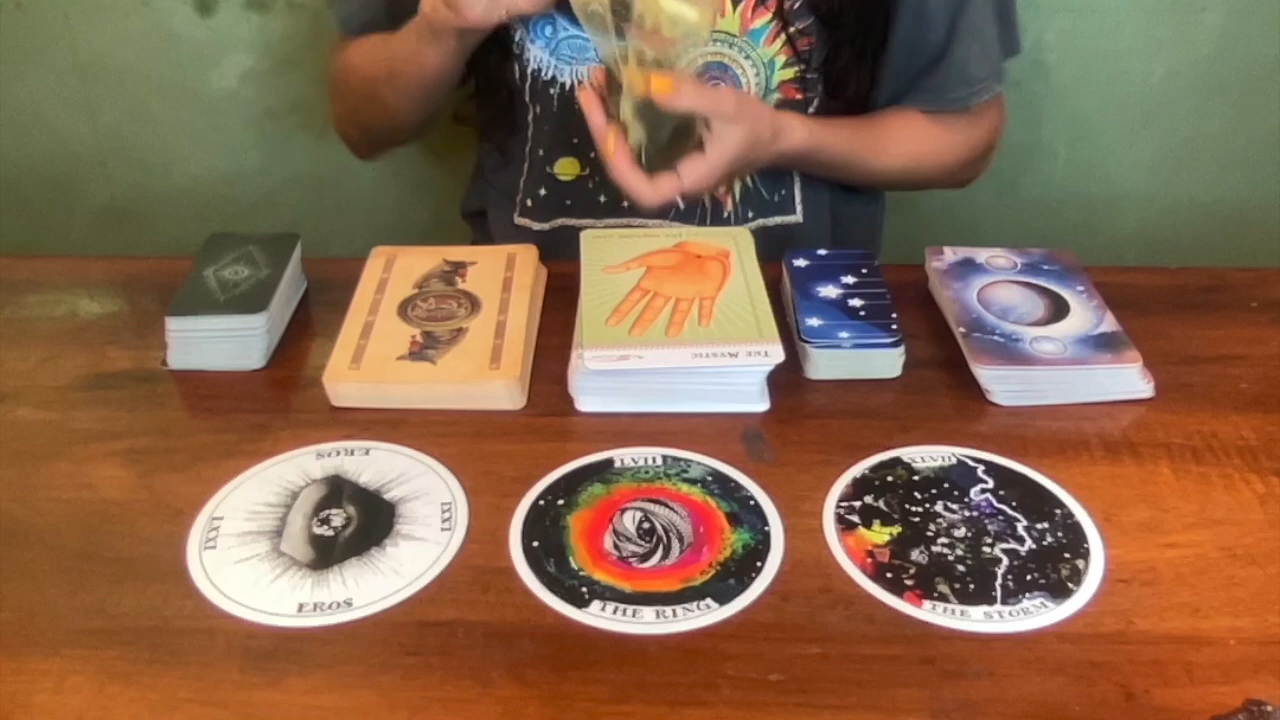 THE MYSTIC
EROS
LXXI
LXXI
EROS
LVII
THE RING
XLVII
THE STORM